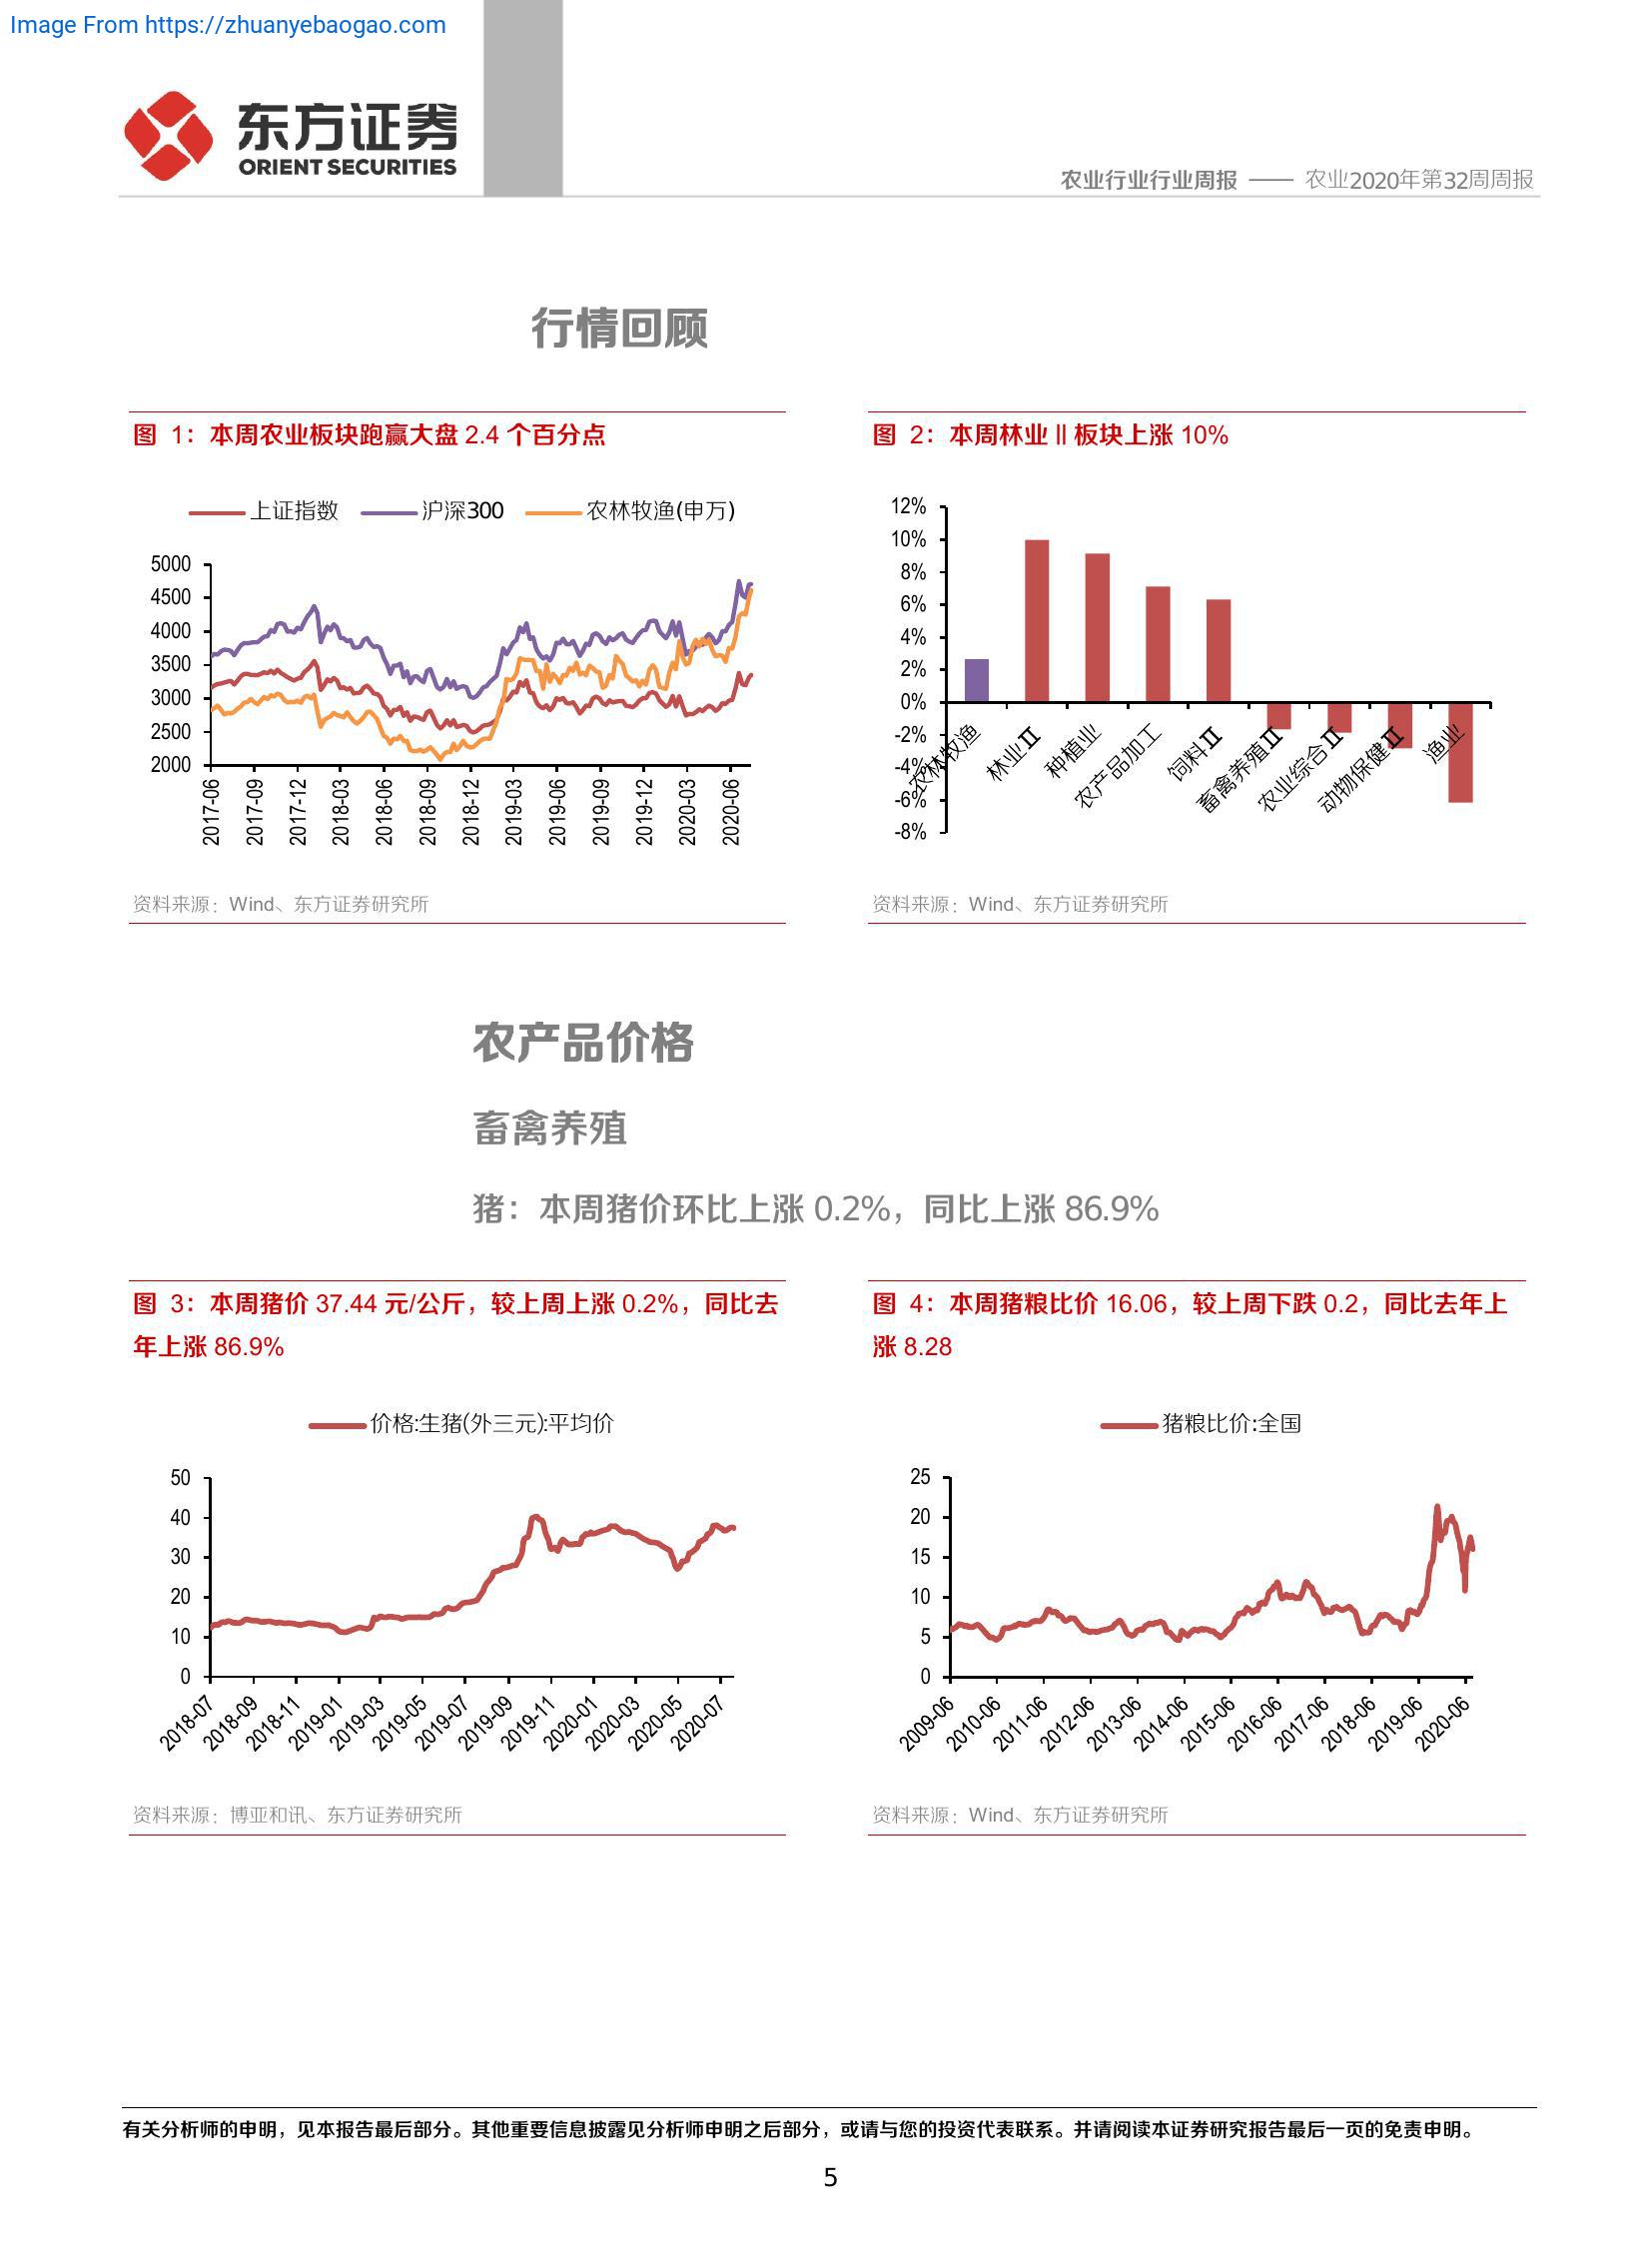 Image From https://zhuanyebaogao.com
东方证券
ORIENT SECURITIES
农业行业行业周报 —— 农业2020年第32周周报
行情回顾
图 1：本周农业板块跑赢大盘 2.4 个百分点
上证指数 沪深300 农林牧渔(申万)
5000
4500
4000
3500
3000
2500
2000
2017-06 2017-09 2017-12 2018-03 2018-06 2018-09 2018-12 2019-03 2019-06 2019-09 2019-12 2020-03 2020-06
资料来源：Wind、东方证券研究所
图 2：本周林业Ⅱ板块上涨 10%
12%
10%
8%
6%
4%
2%
0%
-2%
-4%
-6%
-8%
农林牧渔 林业Ⅱ 种植业 农产品加工 饲料Ⅱ 畜禽养殖Ⅱ 农业综合Ⅱ 动物保健Ⅱ 渔业
资料来源：Wind、东方证券研究所
农产品价格
畜禽养殖
猪：本周猪价环比上涨 0.2%，同比上涨 86.9%
图 3：本周猪价 37.44 元/公斤，较上周上涨 0.2%，同比去
年上涨 86.9%
价格:生猪(外三元):平均价
50
40
30
20
10
0
2018-07 2018-09 2018-11 2019-01 2019-03 2019-05 2019-07 2019-09 2019-11 2020-01 2020-03 2020-05 2020-07
资料来源：博亚和讯、东方证券研究所
图 4：本周猪粮比价 16.06，较上周下跌 0.2，同比去年上
涨 8.28
猪粮比价:全国
25
20
15
10
5
0
2009-06 2010-06 2011-06 2012-06 2013-06 2014-06 2015-06 2016-06 2017-06 2018-06 2019-06 2020-06
资料来源：Wind、东方证券研究所
有关分析师的申明，见本报告最后部分。其他重要信息披露见分析师申明之后部分，或请与您的投资代表联系。并请阅读本证券研究报告最后一页的免责申明。
5